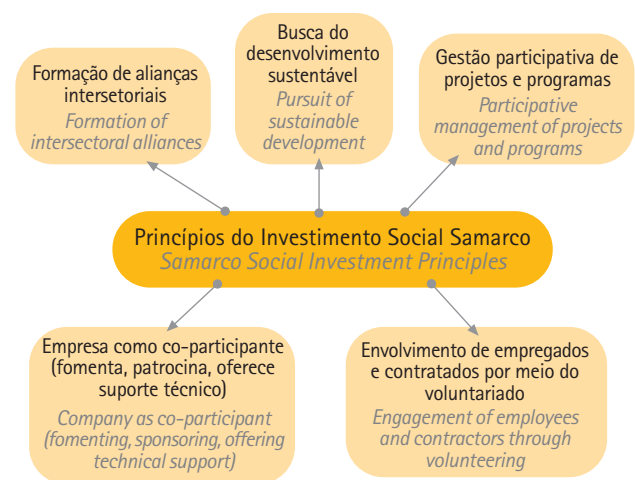 Formação de alianças
intersetoriais
Formation of
intersectoral alliances
Busca do
desenvolvimento
sustentável
Pursuit of
sustainable
development
Gestão participativa de
projetos e programas
Participative
management of projects
and programs
Princípios do Investimento Social Samarco
Samarco Social Investment Principles
Empresa como co-participante
(fomenta, patrocina, oferece
suporte técnico)
Company as co-participant
(fomenting, sponsoring, offering
technical support)
Envolvimento de empregados
e contratados por meio do
voluntariado
Engagement of employees
and contractors through
volunteering